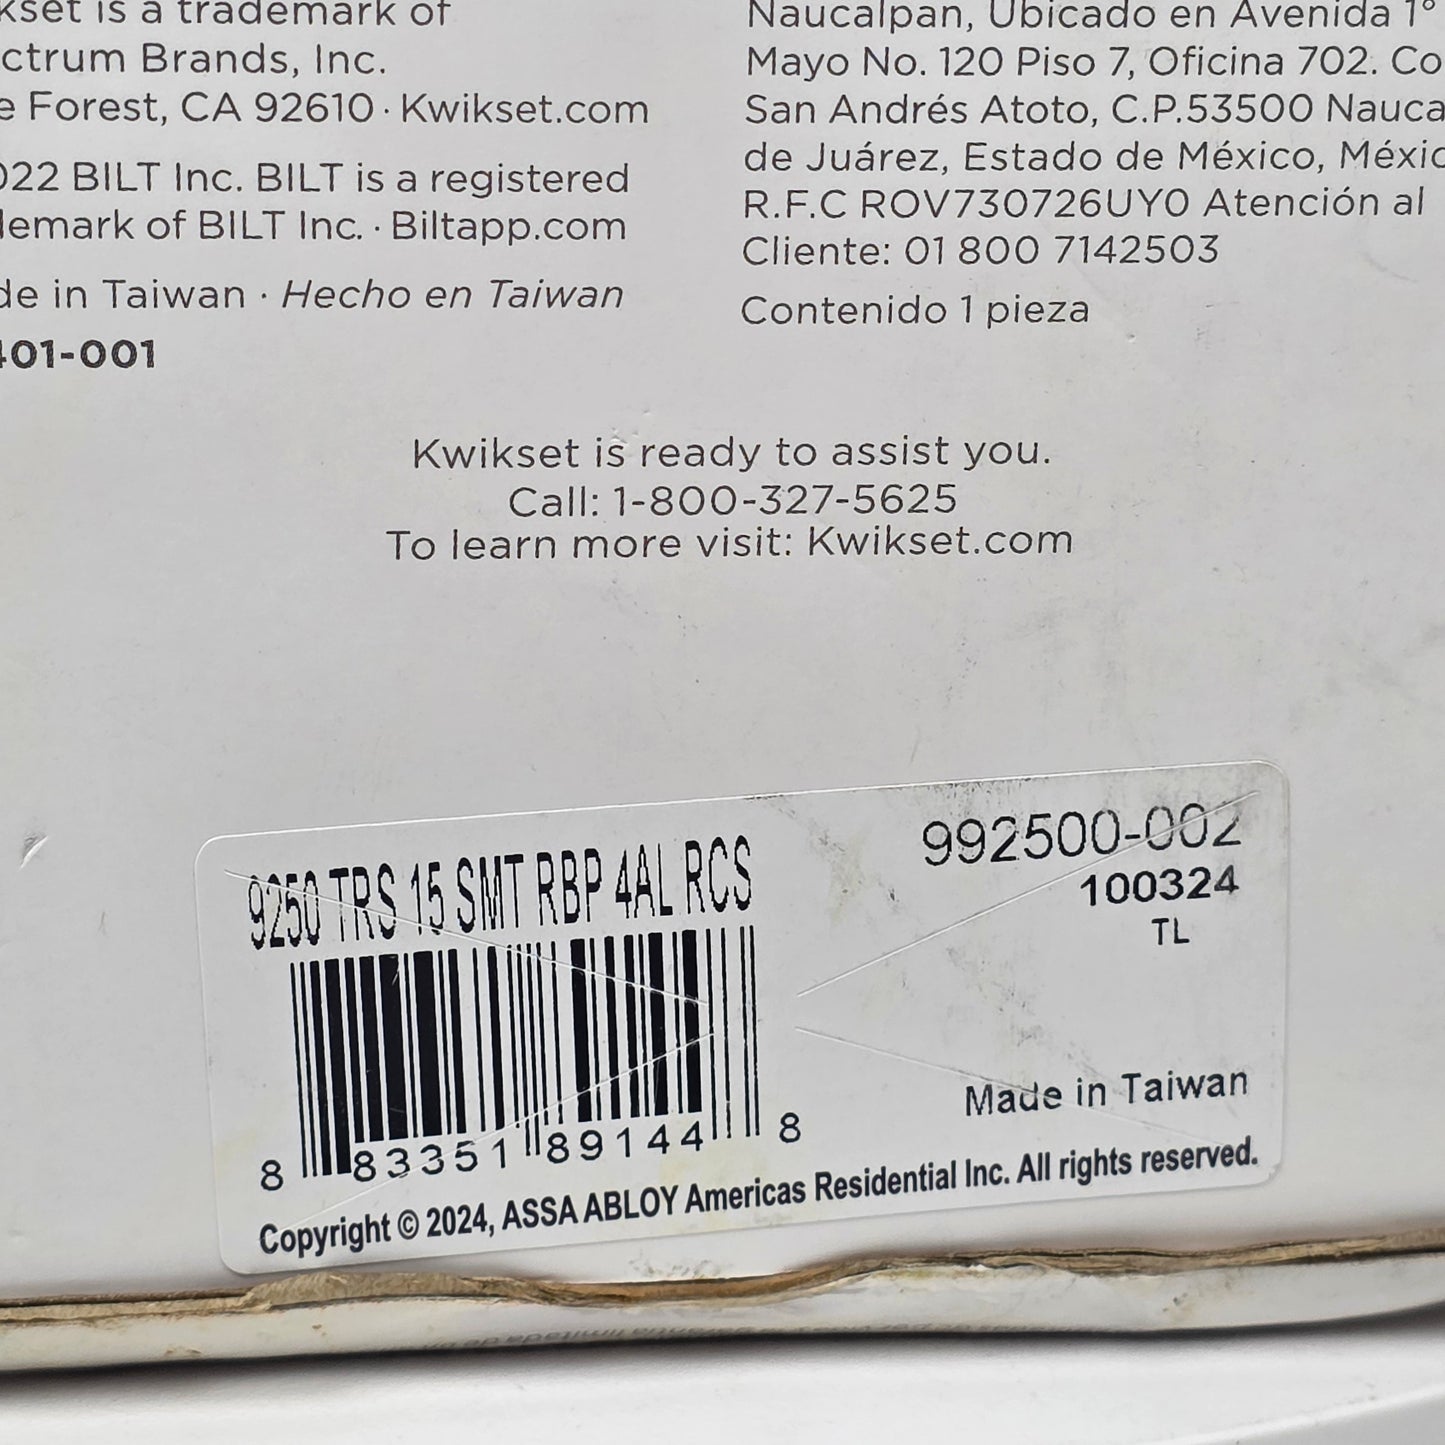 kset is a trademark of
ctrum Brands, Inc.
e Forest, CA 92610 · Kwikset.com
022 BILT Inc. BILT is a registered
demark of BILT Inc. · Biltapp.com
de in Taiwan · Hecho en Taiwan
401-001
Naucalpan, Ubicado en Avenida 1°
Mayo No. 120 Piso 7, Oficina 702. Co
San Andrés Atoto, C.P.53500 Nauca
de Juárez, Estado de México, Méxic
R.F.C ROV730726UY0 Atención al
Cliente: 01 800 7142503
Contenido 1 pieza
Kwikset is ready to assist you.
Call: 1-800-327-5625
To learn more visit: Kwikset.com
9250 TRS 15 SMT RBP 4AL RCS
992500-002
100324
TL
8 83351 89144 8
Made in Taiwan
Copyright © 2024, ASSA ABLOY Americas Residential Inc. All rights reserved.